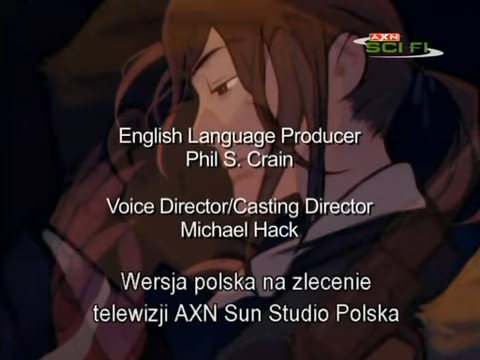 AXN
SCI FI
English Language Producer
Phil S. Crain
Voice Director/Casting Director
Michael Hack
Wersja polska na zlecenie
telewizji AXN Sun Studio Polska